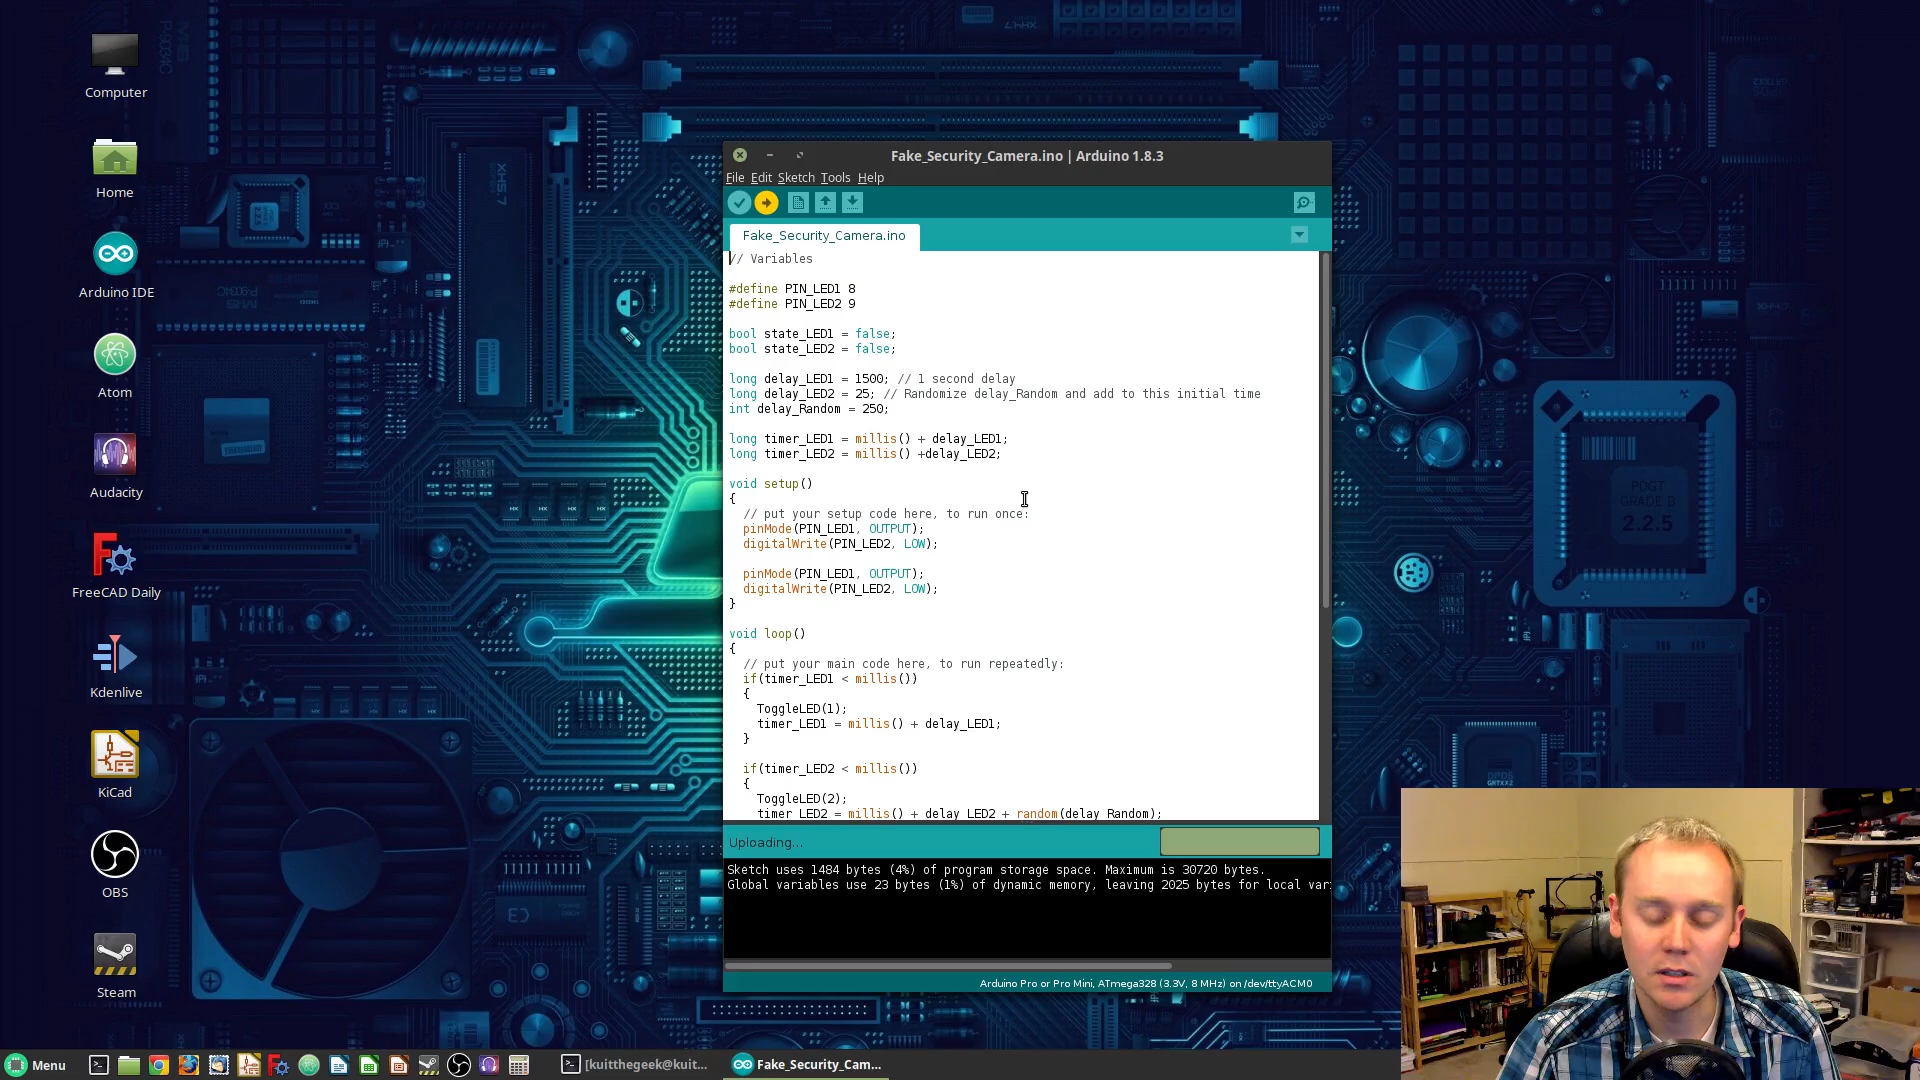 Computer
Home
Arduino IDE
Atom
Audacity
FreeCAD Daily
Kdenlive
KiCad
OBS
Steam
Fake_Security_Camera.ino | Arduino 1.8.3
File Edit Sketch Tools Help
Fake_Security_Camera.ino
// Variables
#define PIN_LED1 8
#define PIN_LED2 9
bool state_LED1 = false;
bool state_LED2 = false;
long delay_LED1 = 1500; // 1 second delay
long delay_LED2 = 25; // Randomize delay_Random and add to this initial time
int delay_Random = 250;
long timer_LED1 = millis() + delay_LED1;
long timer_LED2 = millis() +delay_LED2;
void setup()
{
// put your setup code here, to run once:
pinMode(PIN_LED1, OUTPUT);
digitalWrite(PIN_LED2, LOW);
pinMode(PIN_LED1, OUTPUT);
digitalWrite(PIN_LED2, LOW);
}
void loop()
{
// put your main code here, to run repeatedly:
if(timer_LED1 < millis())
{
ToggleLED(1);
timer_LED1 = millis() + delay_LED1;
}
if(timer_LED2 < millis())
{
ToggleLED(2);
timer_LED2 = millis() + delay_LED2 + random(delay_Random);
Uploading...
Sketch uses 1484 bytes (4%) of program storage space. Maximum is 30720 bytes.
Global variables use 23 bytes (1%) of dynamic memory, leaving 2025 bytes for local var
Arduino Pro or Pro Mini, ATmega328 (3.3V, 8 MHz) on /dev/ttyACM0
PDGT
GRADE B
2.2.5
Menu
[kuitthegeek@kuit...
Fake_Security_Cam...